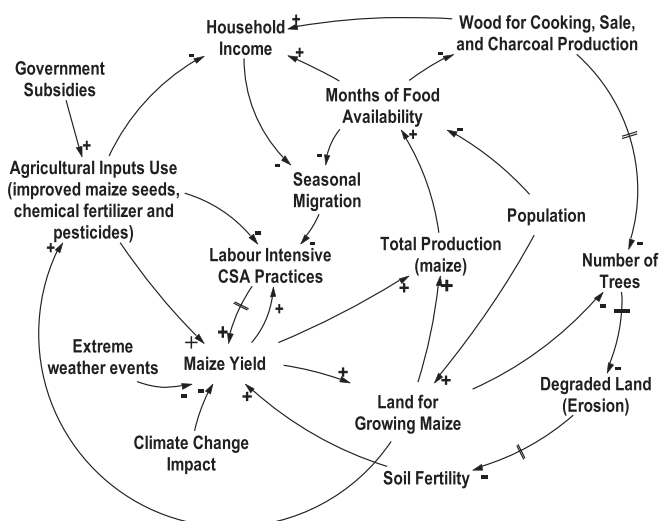 Household
Income
Wood for Cooking, Sale,
and Charcoal Production
Government
Subsidies
Months of Food
Availability
Agricultural Inputs Use
(improved maize seeds,
chemical fertilizer and
pesticides)
Seasonal
Migration
Population
Labour Intensive
CSA Practices
Total Production
(maize)
Number of
Trees
Extreme
weather events
Maize Yield
Degraded Land
(Erosion)
Land for
Growing Maize
Climate Change
Impact
Soil Fertility